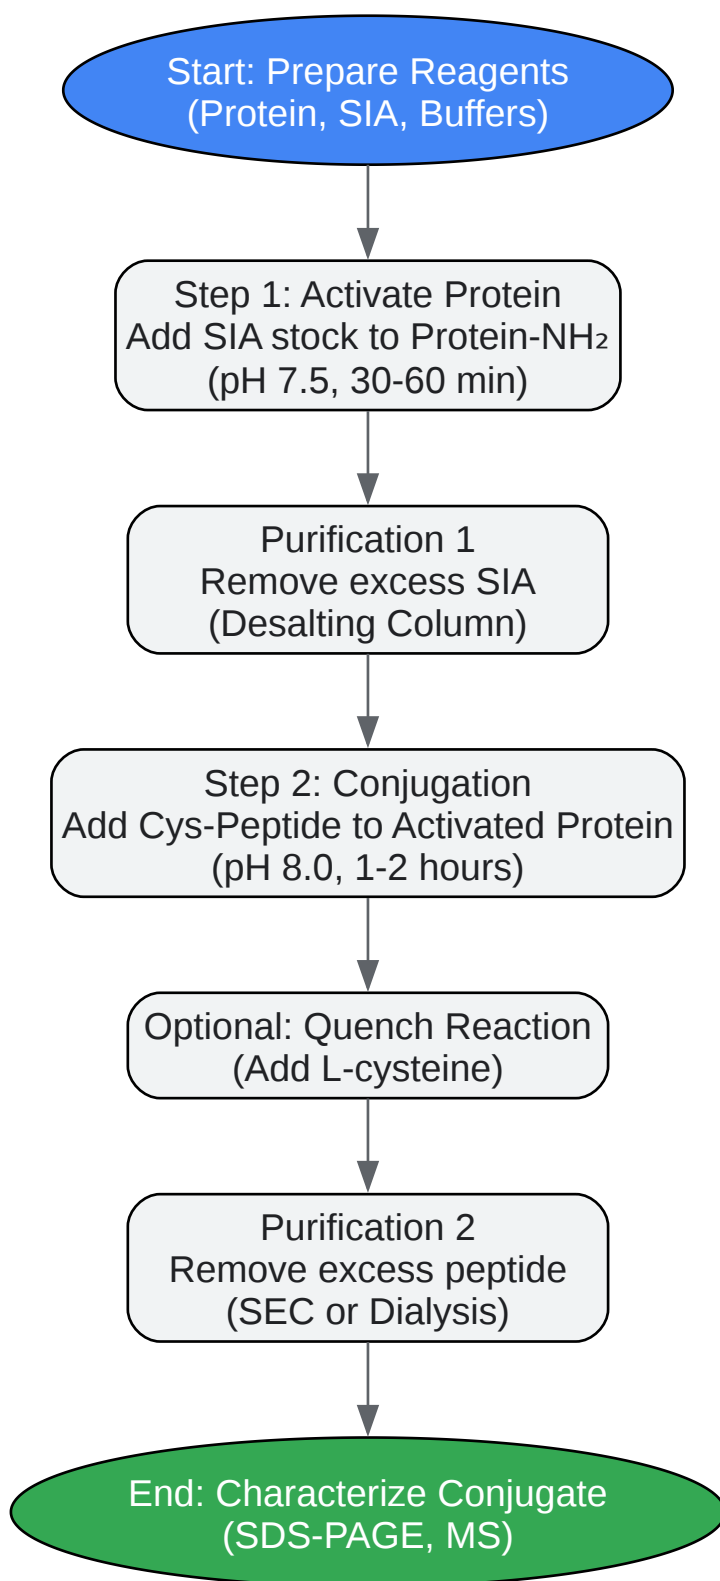 Start: Prepare Reagents
(Protein, SIA, Buffers)
Step 1: Activate Protein
Add SIA stock to Protein-NH₂
(pH 7.5, 30-60 min)
Purification 1
Remove excess SIA
(Desalting Column)
Step 2: Conjugation
Add Cys-Peptide to Activated Protein
(pH 8.0, 1-2 hours)
Optional: Quench Reaction
(Add L-cysteine)
Purification 2
Remove excess peptide
(SEC or Dialysis)
End: Characterize Conjugate
(SDS-PAGE, MS)